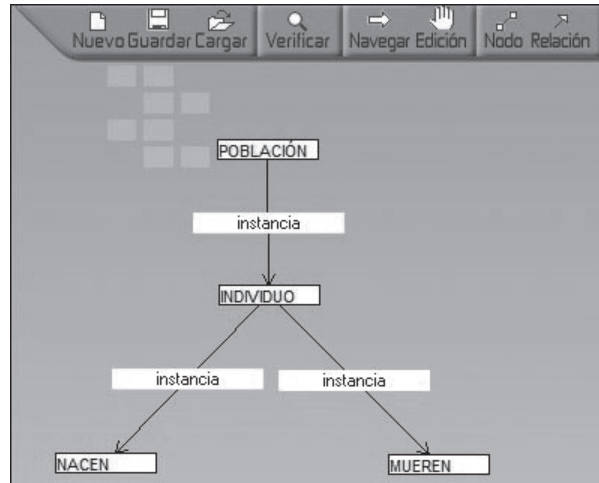 Nuevo Guardar Cargar Verificar Navegar Edición Nodo Relación
POBLACIÓN
instancia
INDIVIDUO
instancia instancia
NACEN MUEREN